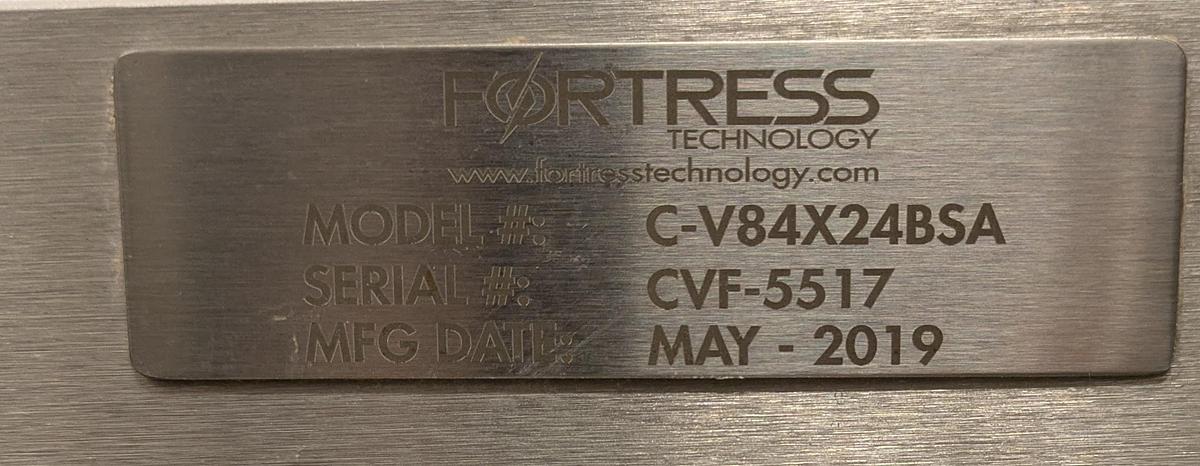 FORTRESS
TECHNOLOGY
www.fortresstechnology.com
MODEL #: C-V84X24BSA
SERIAL #: CVF-5517
MFG DATE: MAY - 2019